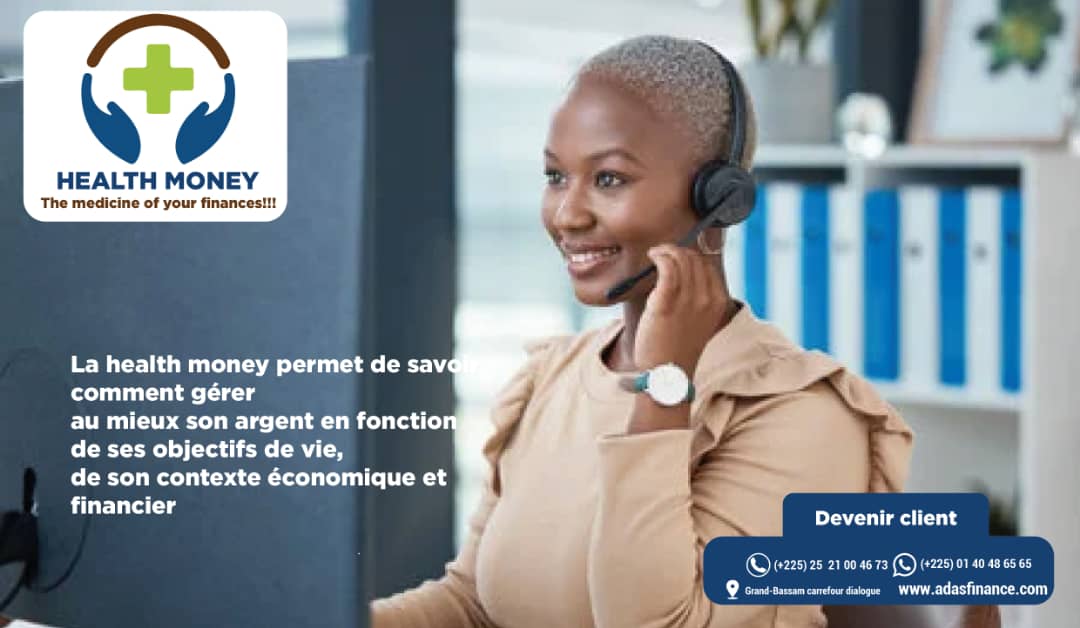 HEALTH MONEY
The medicine of your finances!!!
La health money permet de savoir
comment gérer
au mieux son argent en fonction
de ses objectifs de vie,
de son contexte économique et
financier
Devenir client
(+225) 25 21 00 46 73 (+225) 01 40 48 65 65
Grand-Bassam carrefour dialogue www.adasfinance.com